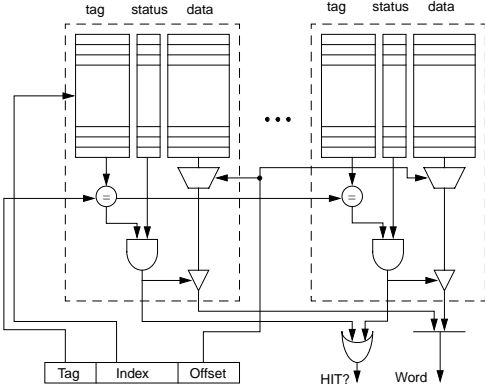 tag status data tag status data
= =
Tag Index Offset HIT? Word